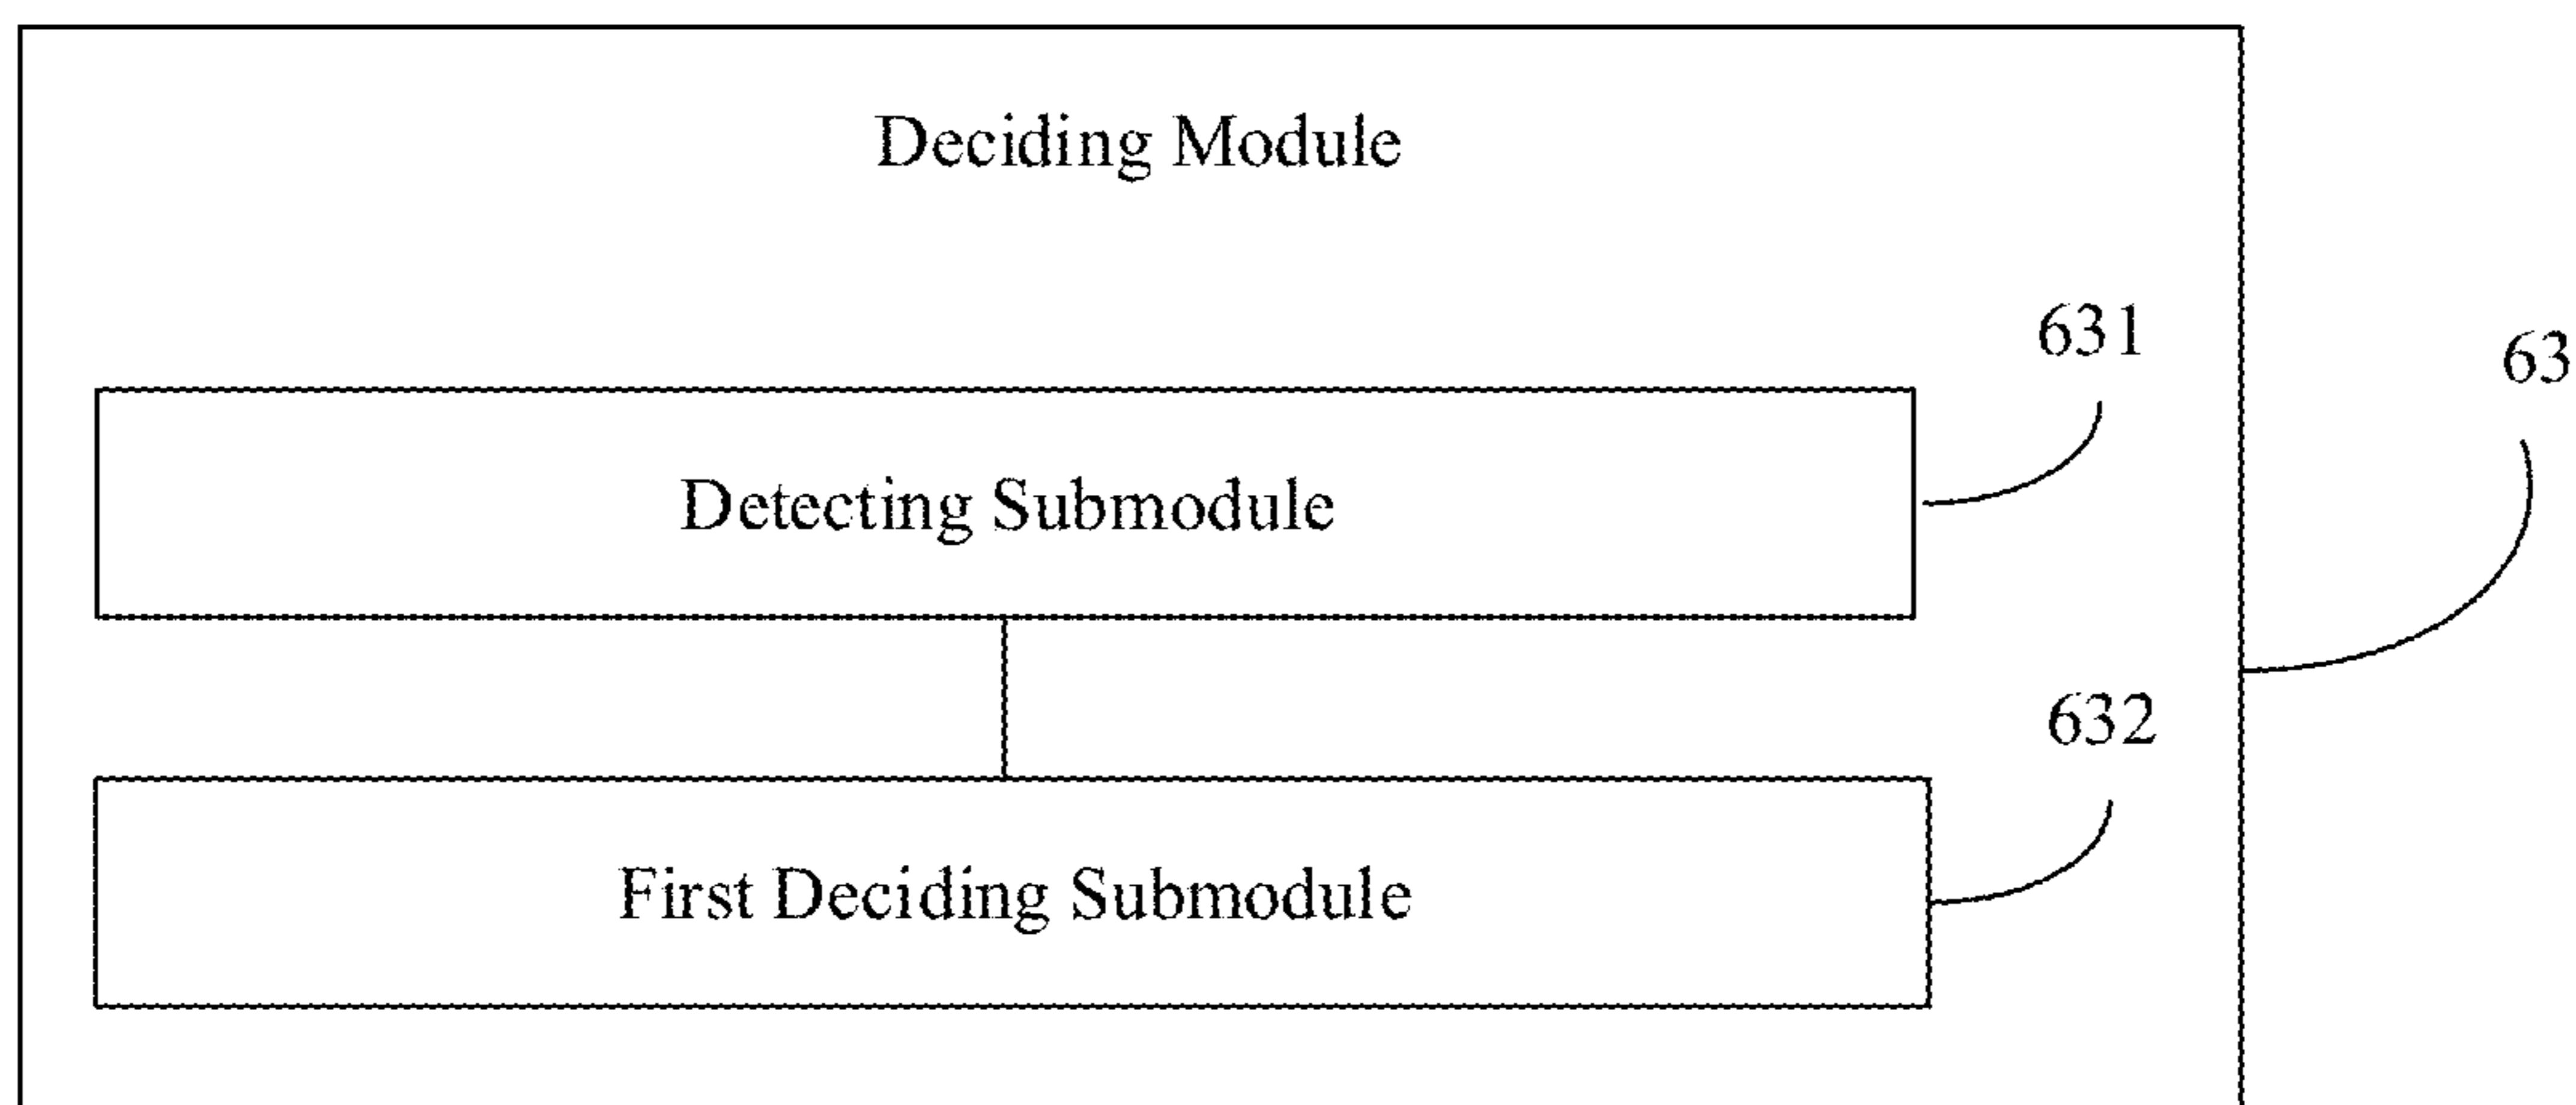 Deciding Module
631
63
Detecting Submodule
632
First Deciding Submodule